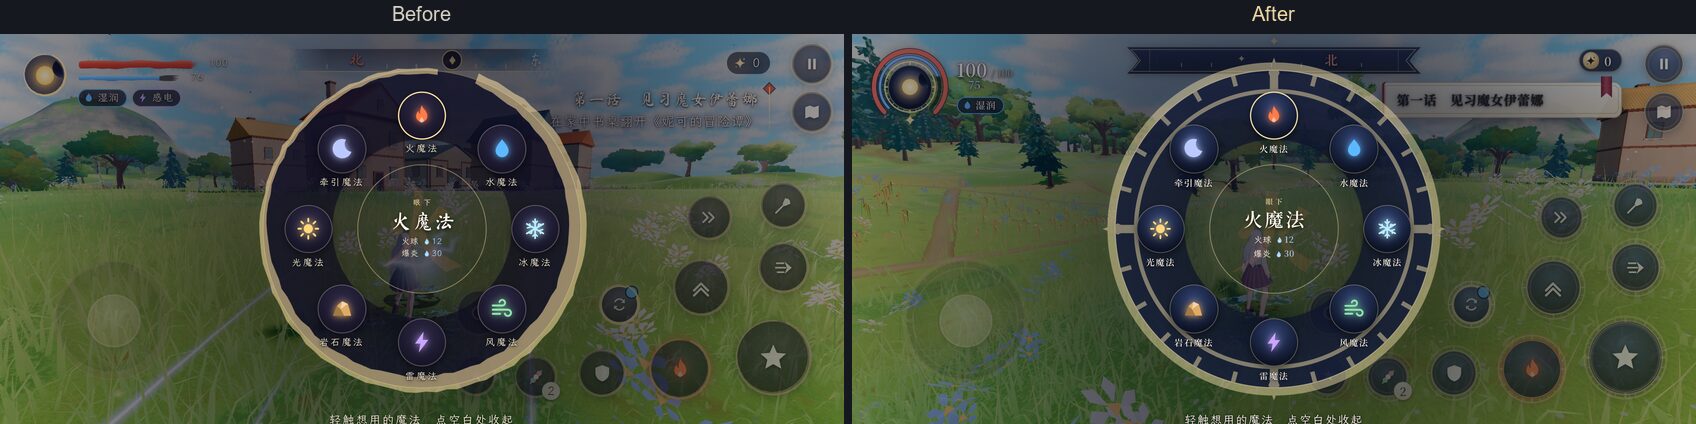 Before
北
东
100
76
0
湿润
感电
第一话 见习魔女伊蕾娜
在家中书桌翻开《妮可的冒险谭》
火魔法
牵引魔法
水魔法
眼下
火魔法
火球 12
爆炎 30
光魔法
冰魔法
岩石魔法
风魔法
雷魔法
2
轻触想用的魔法 点空白处收起
After
北
100 / 100
75
0
湿润
第一话 见习魔女伊蕾娜
火魔法
牵引魔法
水魔法
眼下
火魔法
火球 12
爆炎 30
光魔法
冰魔法
岩石魔法
风魔法
雷魔法
2
轻触想用的魔法 点空白处收起